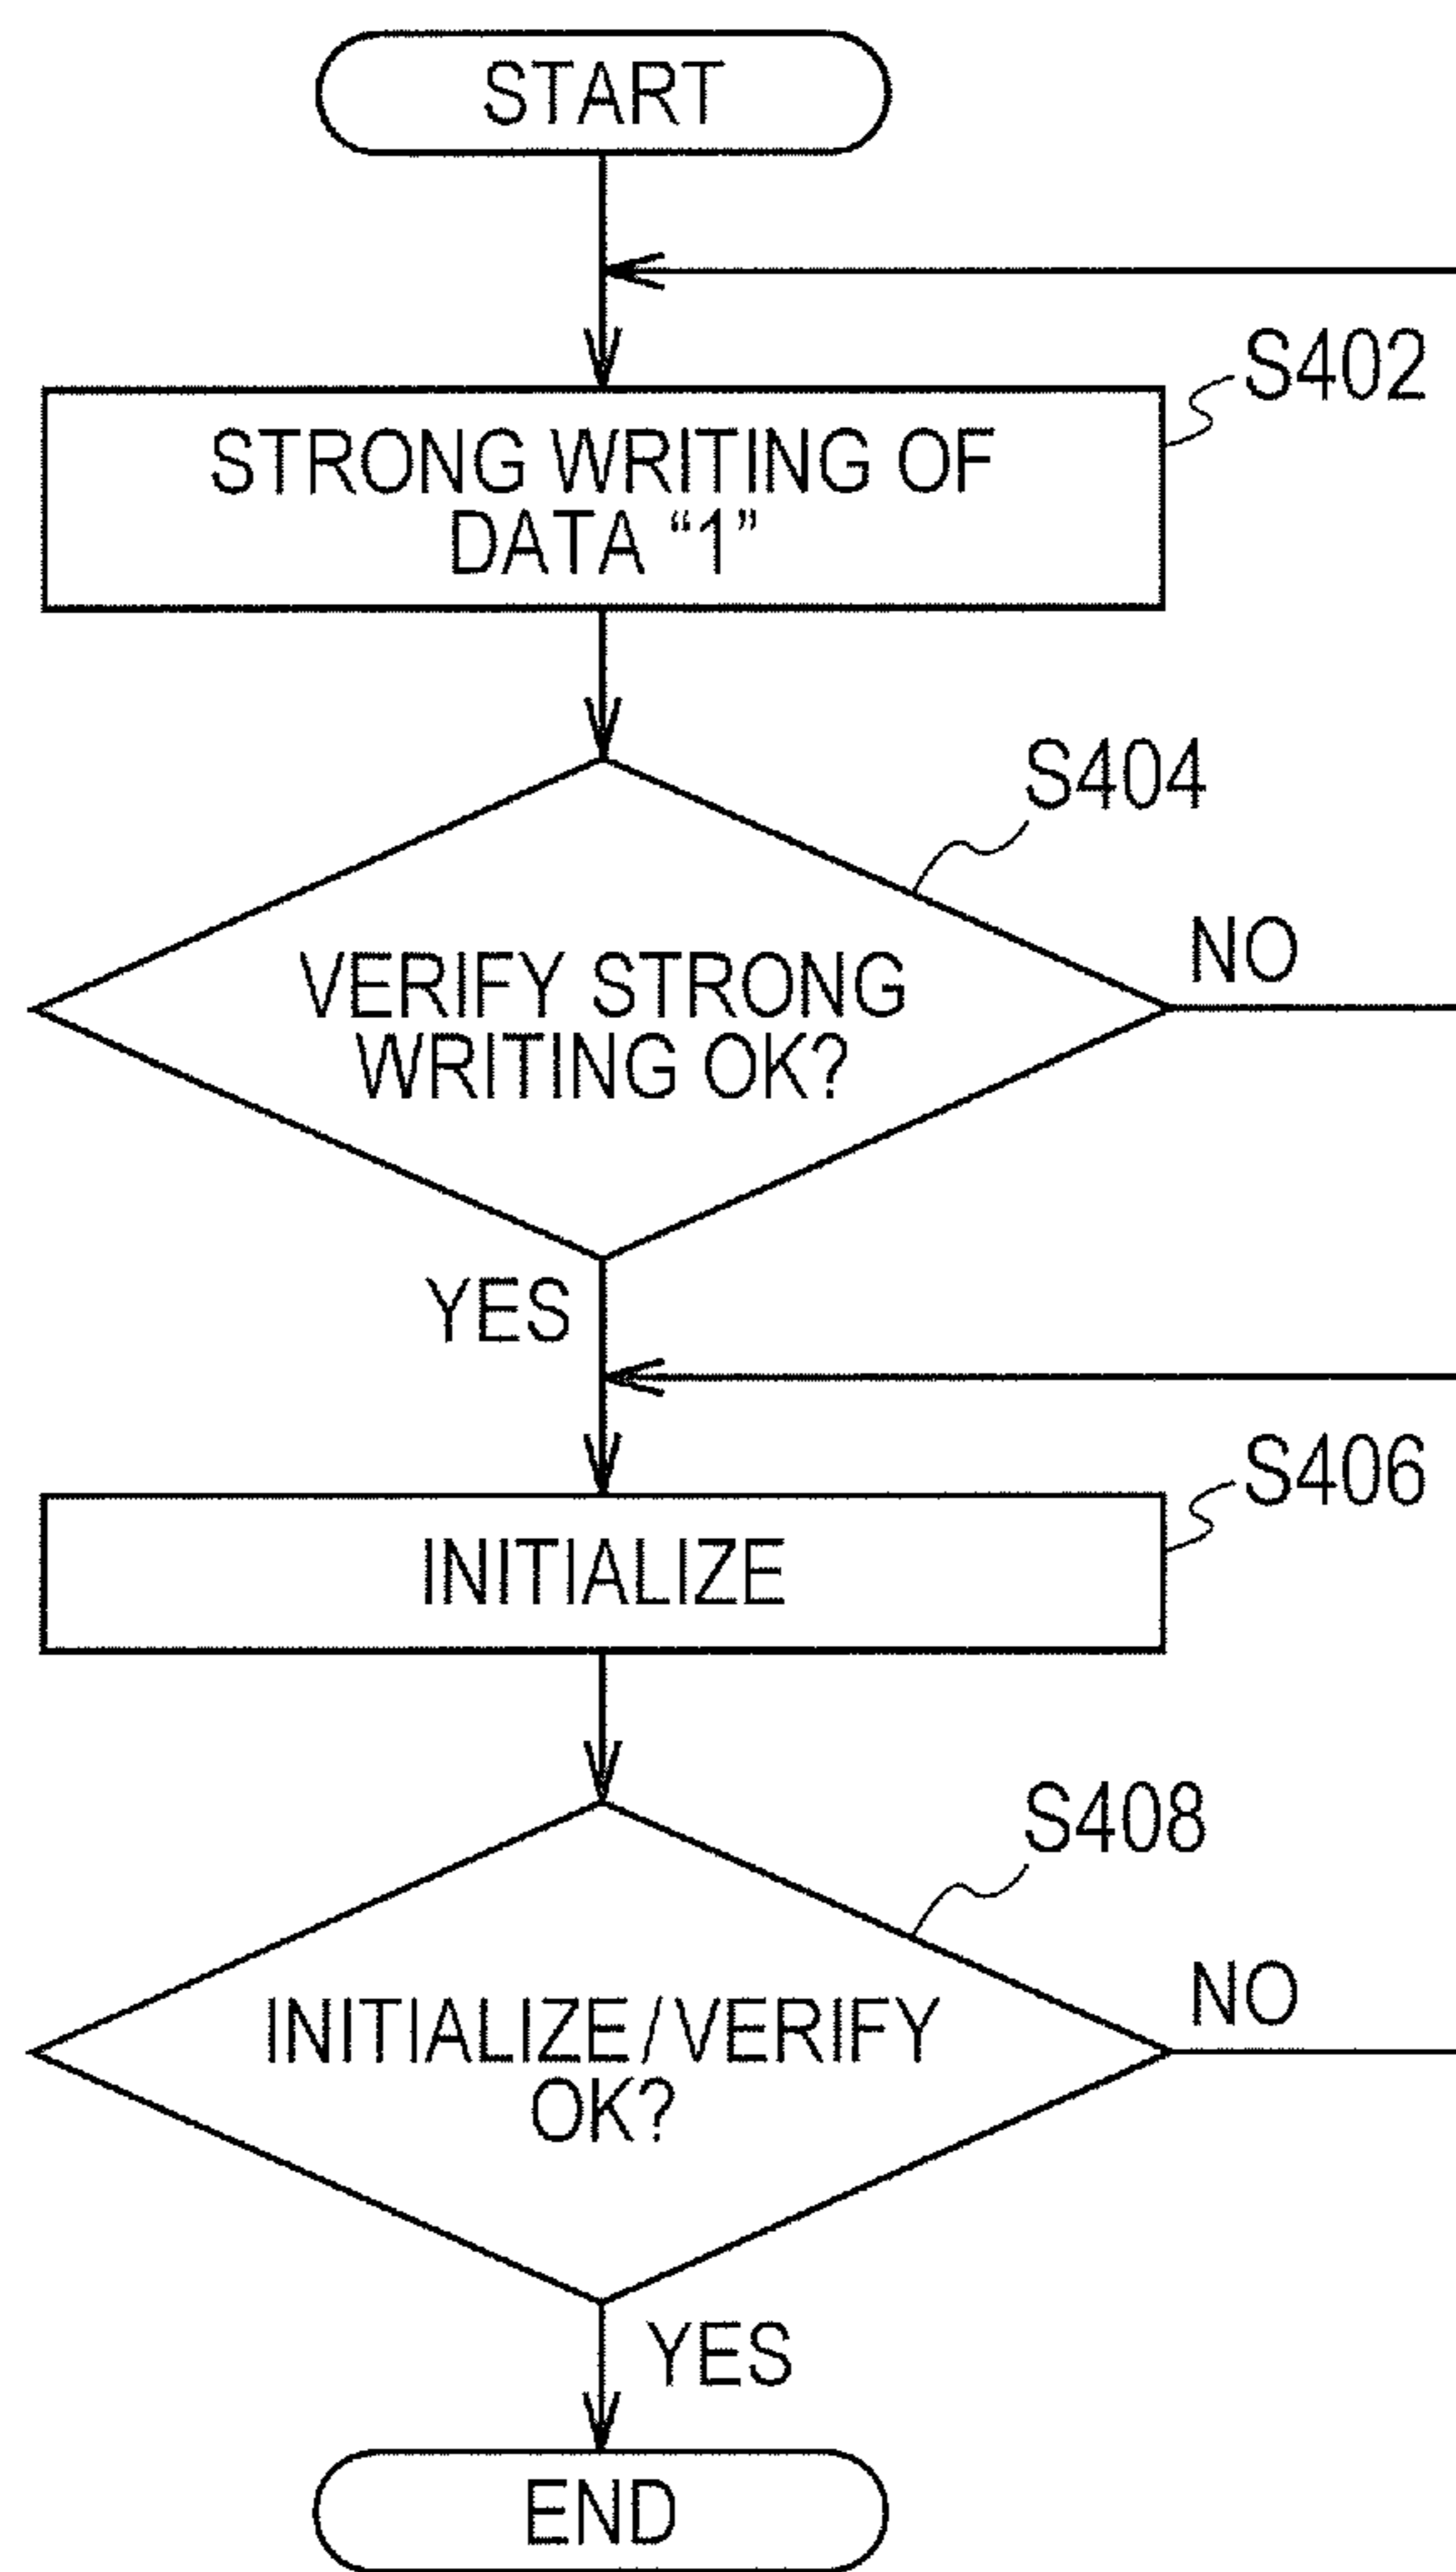 START
S402
STRONG WRITING OF
DATA “1”
S404
VERIFY STRONG
WRITING OK?
NO
YES
S406
INITIALIZE
S408
INITIALIZE/VERIFY
OK?
NO
YES
END